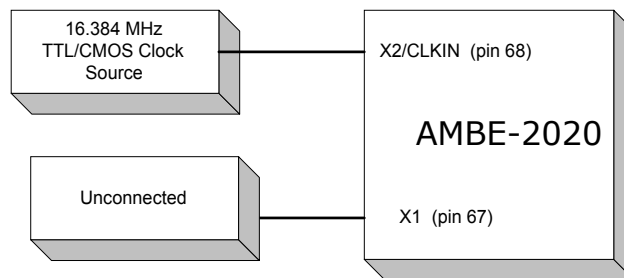 16.384 MHz
TTL/CMOS Clock
Source
X2/CLKIN (pin 68)
AMBE-2020
Unconnected
X1 (pin 67)